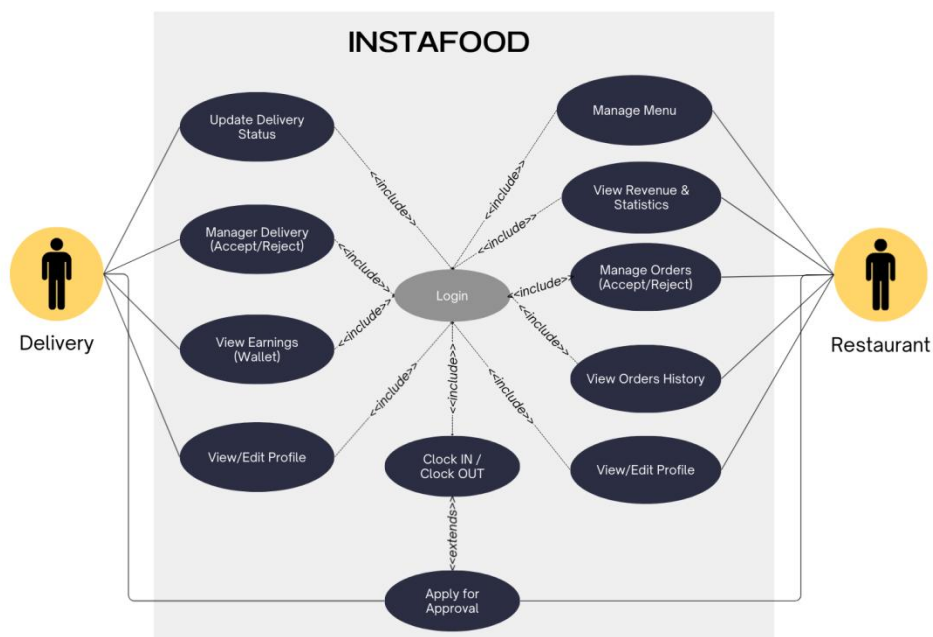 INSTAFOOD
Update Delivery
Status
Manage Menu
<<include>>
<<include>>
View Revenue &
Statistics
<<include>>
Manager Delivery
(Accept/Reject)
<<include>>
Manage Orders
(Accept/Reject)
<<include>>
Login
Delivery
Restaurant
View Earnings
(Wallet)
<<include>>
<<include>>
View Orders History
<<include>>
<<include>>
<<include>>
View/Edit Profile
Clock IN /
Clock OUT
View/Edit Profile
<<extends>>
Apply for
Approval